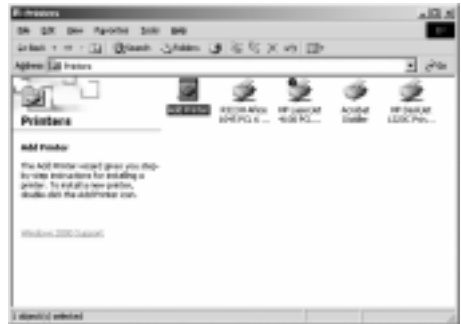 Printers
File Edit View Favorites Tools Help
Back Search Folders
Address Printers Go
Add Printer
Acrobat
Distiller
HP LaserJet
HP DeskJet
Printers
Add Printer
The Add Printer wizard gives you step-
by-step instructions for installing a
printer. To install a new printer,
double-click the Add Printer icon.
Windows 2000 Support
1 object(s) selected